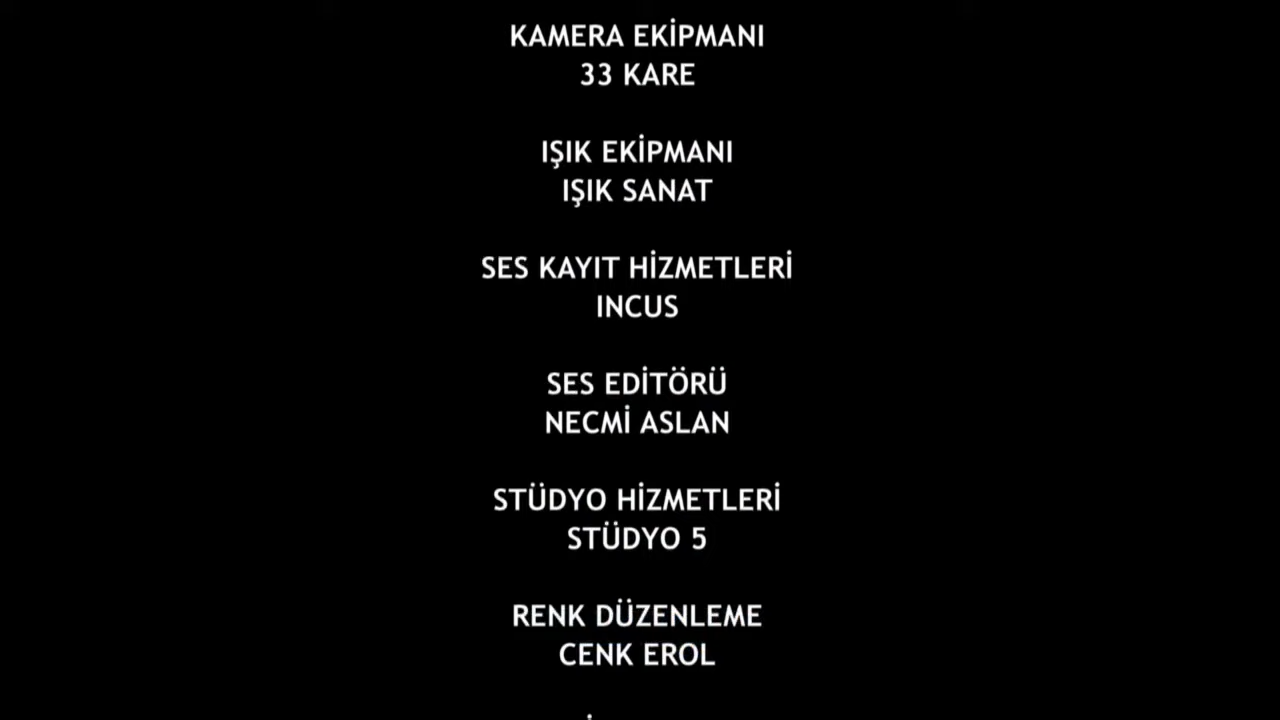 KAMERA EKİPMANI
33 KARE
IŞIK EKİPMANI
IŞIK SANAT
SES KAYIT HİZMETLERİ
INCUS
SES EDİTÖRÜ
NECMİ ASLAN
STÜDYO HİZMETLERİ
STÜDYO 5
RENK DÜZENLEME
CENK EROL